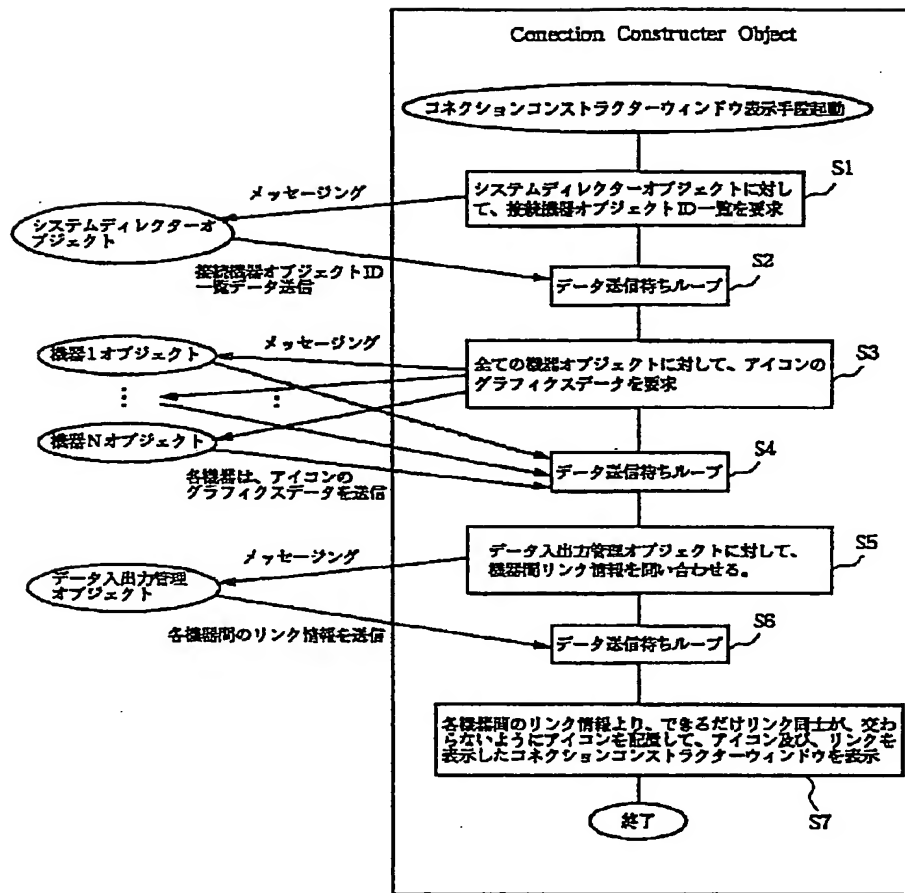 Conection Constructer Object
コネクションコンストラクターウィンドウ表示手段起動
S1
メッセージング
システムディレクターオブジェクトに対し
て、接続機器オブジェクトID一覧を要求
システムディレクターオ
ブジェクト
S2
接続機器オブジェクトID
一覧データ送信
データ送信待ちループ
S3
メッセージング
機器1オブジェクト
全ての機器オブジェクトに対して、アイコンの
グラフィクスデータを要求
⋮
⋮
機器Nオブジェクト
S4
データ送信待ちループ
各機器は、アイコンの
グラフィクスデータを送信
S5
メッセージング
データ入出力管理オブジェクトに対して、
機器間リンク情報を問い合わせる。
データ入出力管理
オブジェクト
S6
各機器間のリンク情報を送信
データ送信待ちループ
各機器間のリンク情報より、できるだけリンク同士が、交わ
らないようにアイコンを配置して、アイコン及び、リンクを
表示したコネクションコンストラクターウィンドウを表示
S7
終了